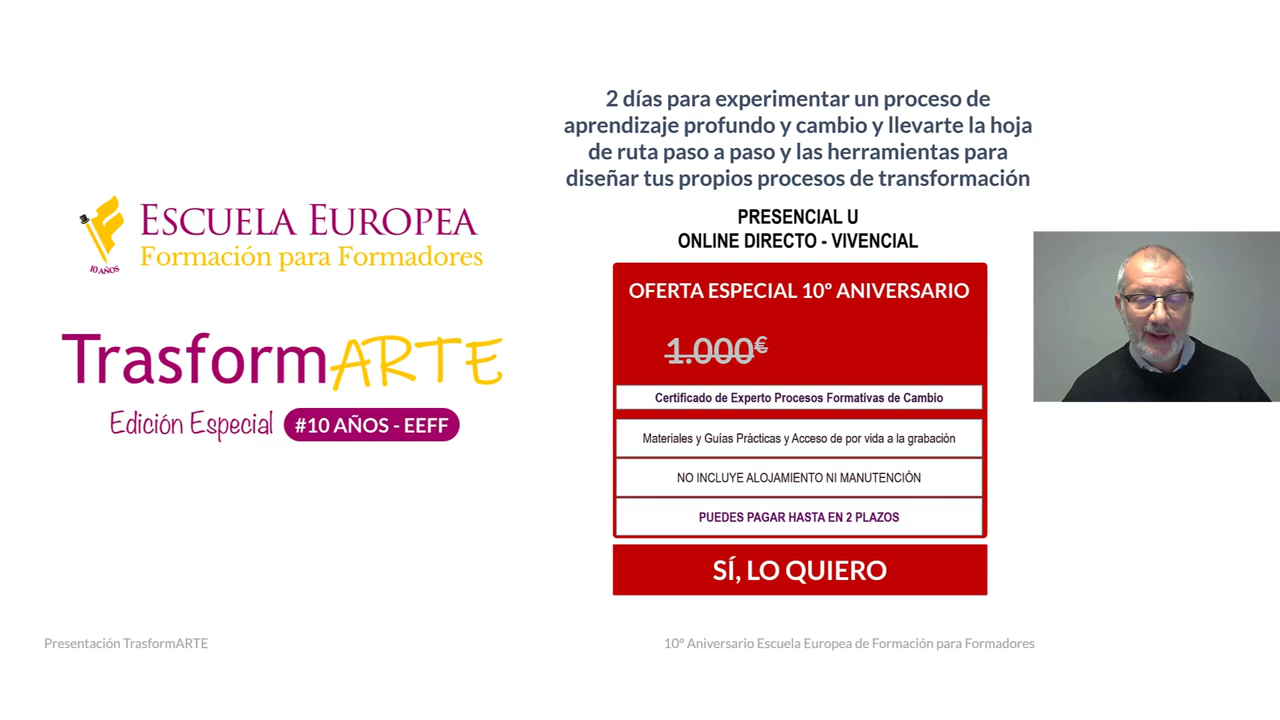 2 días para experimentar un proceso de
aprendizaje profundo y cambio y llevarte la hoja
de ruta paso a paso y las herramientas para
diseñar tus propios procesos de transformación
PRESENCIAL U
ONLINE DIRECTO - VIVENCIAL
ESCUELA EUROPEA
Formación para Formadores
10 AÑOS
TrasformARTE
Edición Especial #10 AÑOS - EEFF
OFERTA ESPECIAL 10º ANIVERSARIO
1.000€
Certificado de Experto Procesos Formativas de Cambio
Materiales y Guías Prácticas y Acceso de por vida a la grabación
NO INCLUYE ALOJAMIENTO NI MANUTENCIÓN
PUEDES PAGAR HASTA EN 2 PLAZOS
SÍ, LO QUIERO
Presentación TrasformARTE
10º Aniversario Escuela Europea de Formación para Formadores